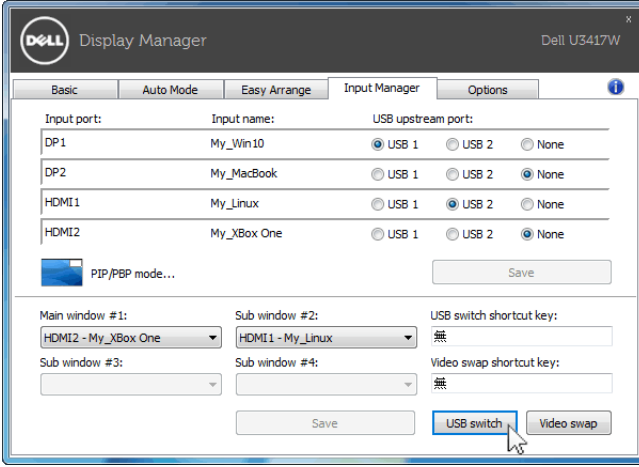 DELL Display Manager Dell U3417W x
Basic Auto Mode Easy Arrange Input Manager Options i
Input port: Input name: USB upstream port:
DP1 My_Win10 USB 1 USB 2 None
DP2 My_MacBook USB 1 USB 2 None
HDMI1 My_Linux USB 1 USB 2 None
HDMI2 My_XBox One USB 1 USB 2 None
PIP/PBP mode... Save
Main window #1: Sub window #2: USB switch shortcut key:
HDMI2 - My_XBox One HDMI1 - My_Linux 無
Sub window #3: Sub window #4: Video swap shortcut key:
無
Save USB switch Video swap